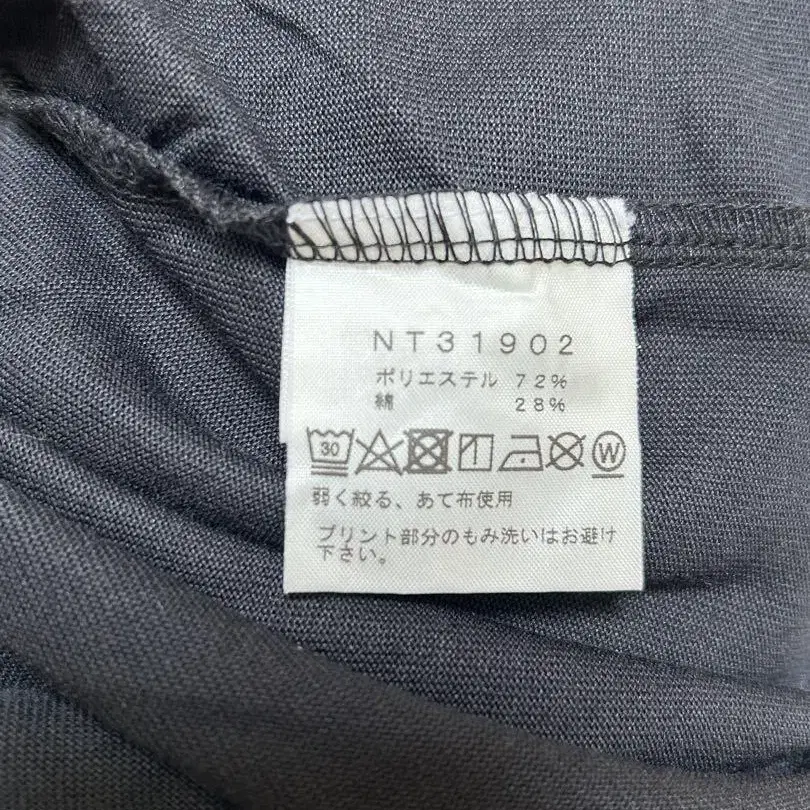 NT31902
ポリエステル 72%
綿 28%
30 W
弱く絞る、あて布使用
プリント部分のもみ洗いはお避け
下さい。